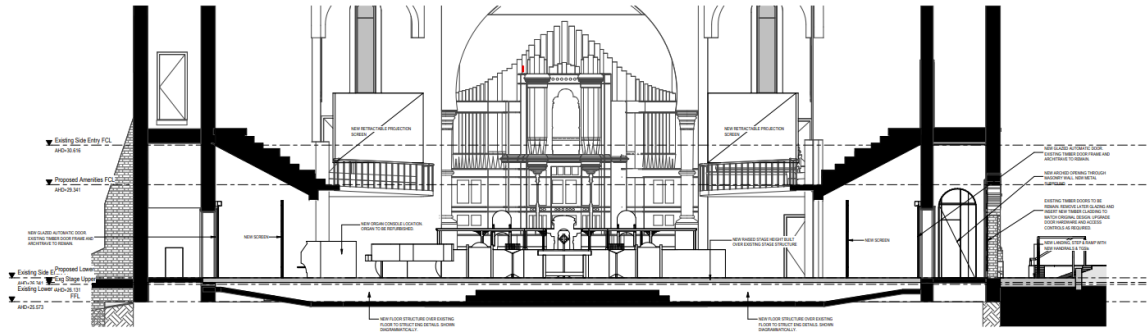 NEW RETRACTABLE PROJECTION
SCREEN
NEW RETRACTABLE PROJECTION
SCREEN
Existing Side Entry FCL
AHD+30.616
Proposed Amenities FCL
AHD+29.341
NEW GLAZED AUTOMATIC DOOR.
EXISTING TIMBER DOOR FRAME AND
ARCHITRAVE TO REMAIN.
NEW ARCHED OPENING THROUGH
MASONRY WALL. NEW METAL
EXISTING TIMBER DOORS TO BE
REMAIN. REMOVE LATER GLAZING AND
INSERT NEW TIMBER CLADDING TO
MATCH ORIGINAL DESIGN. UPGRADE
DOOR HARDWARE AND ACCESS
CONTROLS AS REQUIRED.
NEW GLAZED AUTOMATIC DOOR.
EXISTING TIMBER DOOR FRAME AND
ARCHITRAVE TO REMAIN.
NEW SCREEN
NEW ORGAN CONSOLE LOCATION.
ORGAN TO BE REFURBISHED.
NEW RAISED STAGE HEIGHT BUILT
OVER EXISTING STAGE STRUCTURE.
NEW SCREEN
NEW LANDING, STEP & RAMP WITH
NEW HANDRAILS & TGSIs
Existing Side
Proposed Lower
Exg Stage Upper
Existing Lower
AHD+26.131
FFL
AHD+25.573
NEW FLOOR STRUCTURE OVER EXISTING
FLOOR TO STRUCT ENG DETAILS. SHOWN
DIAGRAMMATICALLY.
NEW FLOOR STRUCTURE OVER EXISTING
FLOOR TO STRUCT ENG DETAILS. SHOWN
DIAGRAMMATICALLY.